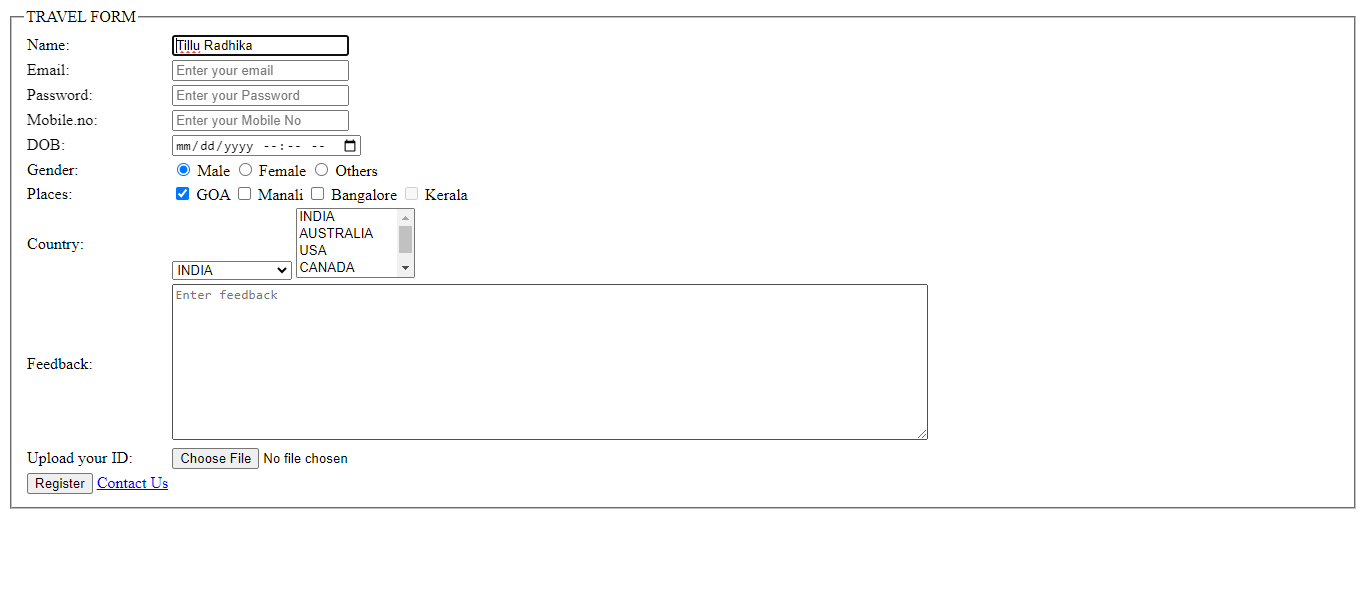 TRAVEL FORM
Name: Tillu Radhika
Email: Enter your email
Password: Enter your Password
Mobile.no: Enter your Mobile No
DOB: mm/dd/yyyy --:-- --
Gender: Male Female Others
Places: GOA Manali Bangalore Kerala
Country: INDIA
INDIA
AUSTRALIA
USA
CANADA
Feedback: Enter feedback
Upload your ID: Choose File No file chosen
Register Contact Us